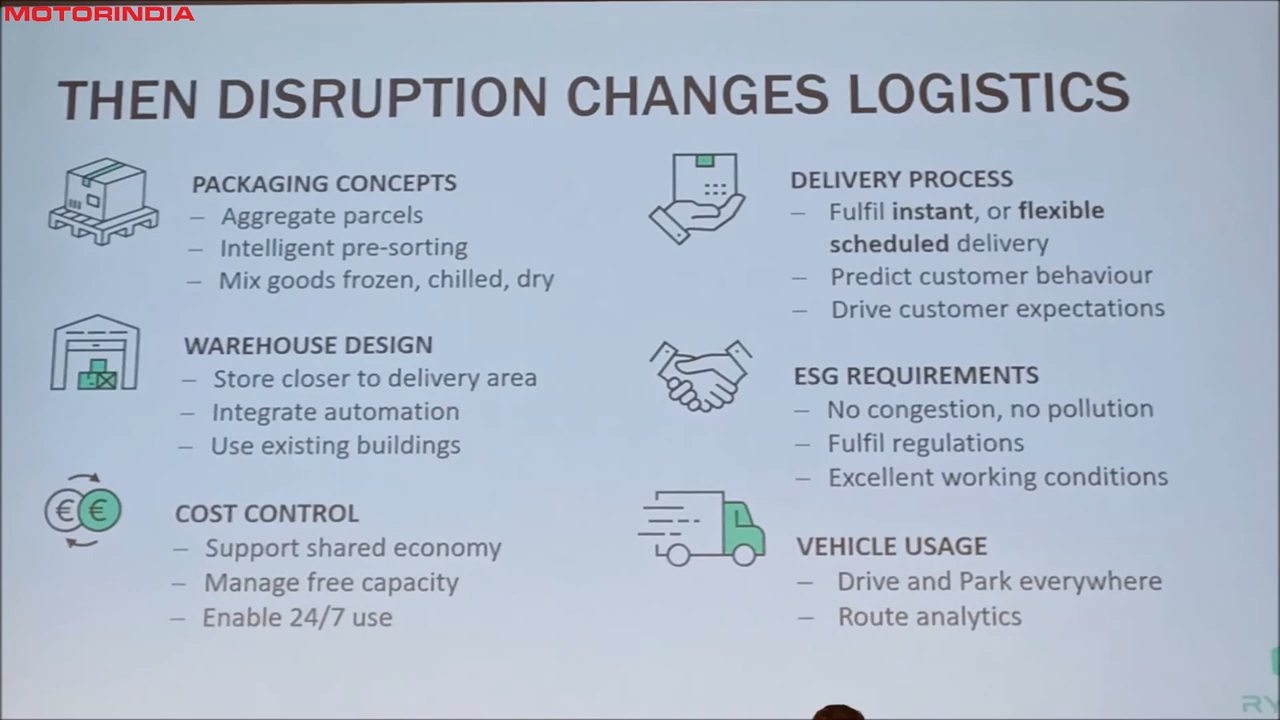 MOTORINDIA
THEN DISRUPTION CHANGES LOGISTICS
PACKAGING CONCEPTS
– Aggregate parcels
– Intelligent pre-sorting
– Mix goods frozen, chilled, dry
WAREHOUSE DESIGN
– Store closer to delivery area
– Integrate automation
– Use existing buildings
€ €
COST CONTROL
– Support shared economy
– Manage free capacity
– Enable 24/7 use
DELIVERY PROCESS
– Fulfil instant, or flexible
scheduled delivery
– Predict customer behaviour
– Drive customer expectations
ESG REQUIREMENTS
– No congestion, no pollution
– Fulfil regulations
– Excellent working conditions
VEHICLE USAGE
– Drive and Park everywhere
– Route analytics